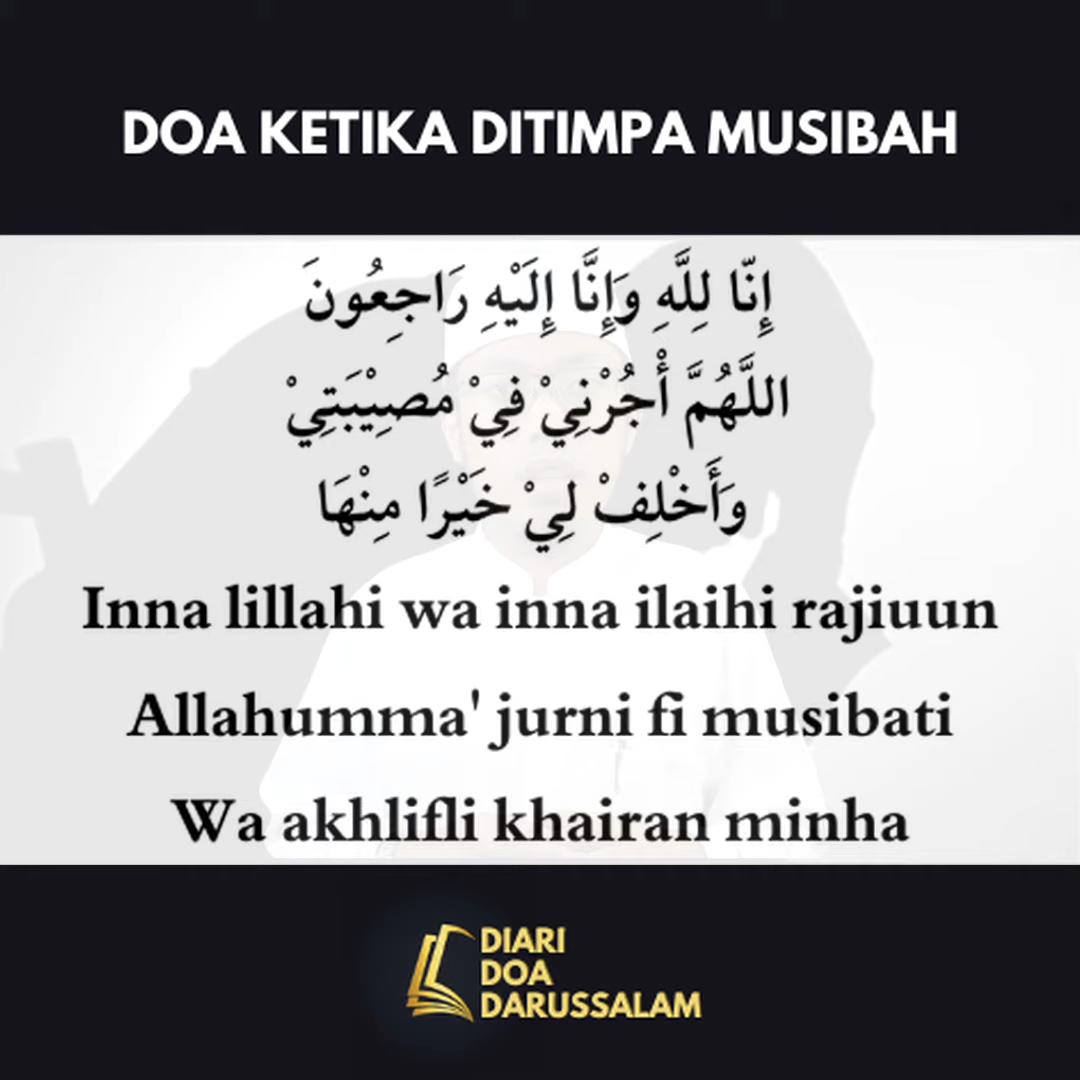 DOA KETIKA DITIMPA MUSIBAH
إِنَّا لِلَّهِ وَإِنَّا إِلَيْهِ رَاجِعُونَ
اللَّهُمَّ أْجُرْنِيْ فِيْ مُصِيْبَتِيْ
وَأَخْلِفْ لِيْ خَيْرًا مِنْهَا
Inna lillahi wa inna ilaihi rajiuun
Allahumma' jurni fi musibati
Wa akhlifli khairan minha
DIARI
DOA
DARUSSALAM